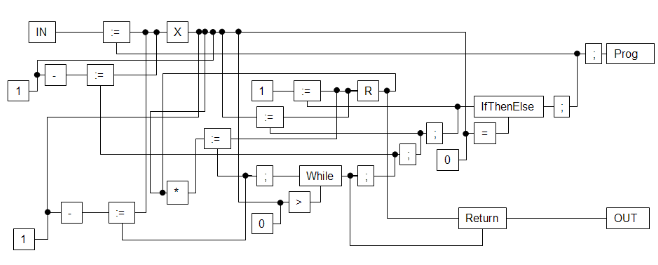 IN := X ; Prog
1 - :=
1 := R
:= IfThenElse ;
:= ;
; 0 =
; While ;
* >
0
1 - := Return OUT